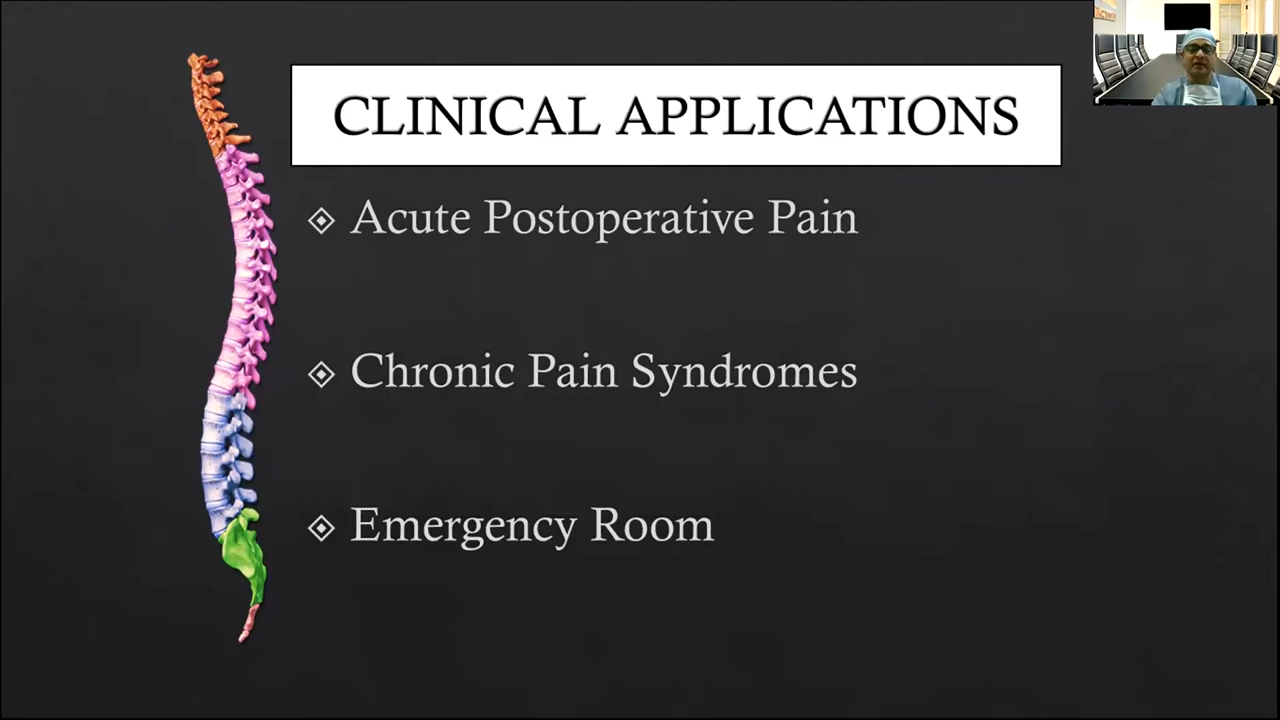 CLINICAL APPLICATIONS
Acute Postoperative Pain
Chronic Pain Syndromes
Emergency Room